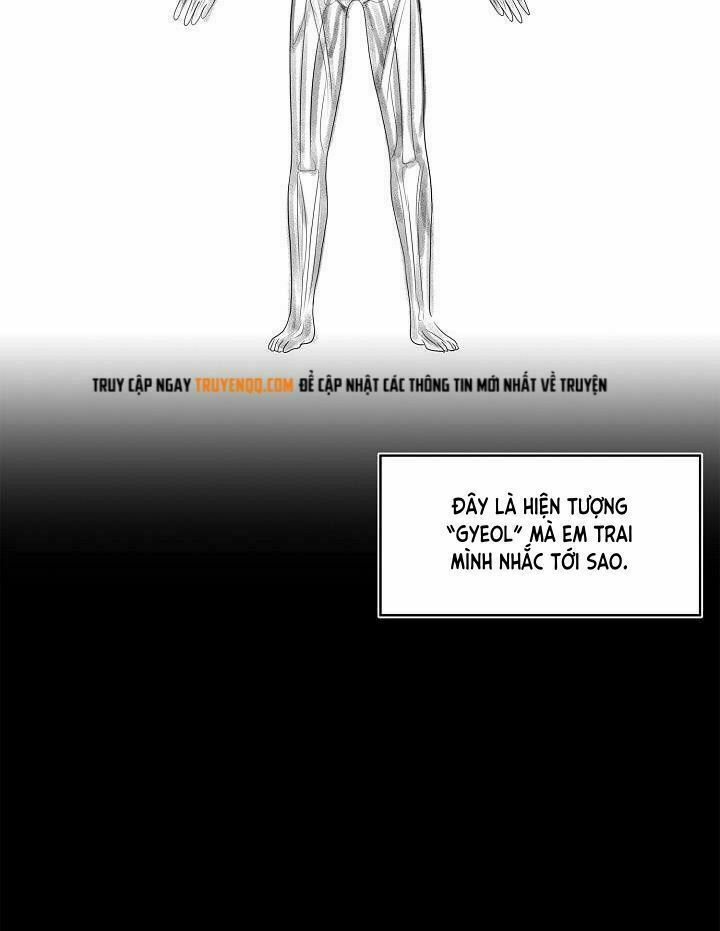 TRUY CẬP NGAY TRUYENQQ.COM ĐỂ CẬP NHẬT CÁC THÔNG TIN MỚI NHẤT VỀ TRUYỆN
ĐÂY LÀ HIỆN TƯỢNG
“GYEOL” MÀ EM TRAI
MÌNH NHẮC TỚI SAO.